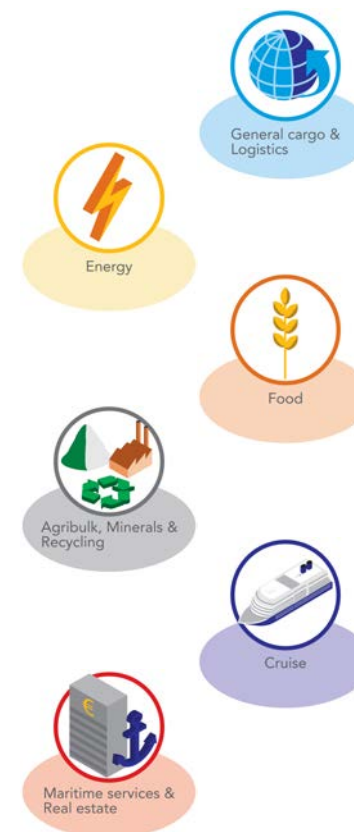 General cargo &
Logistics
Energy
Food
Agribulk, Minerals &
Recycling
Cruise
Maritime services &
Real estate